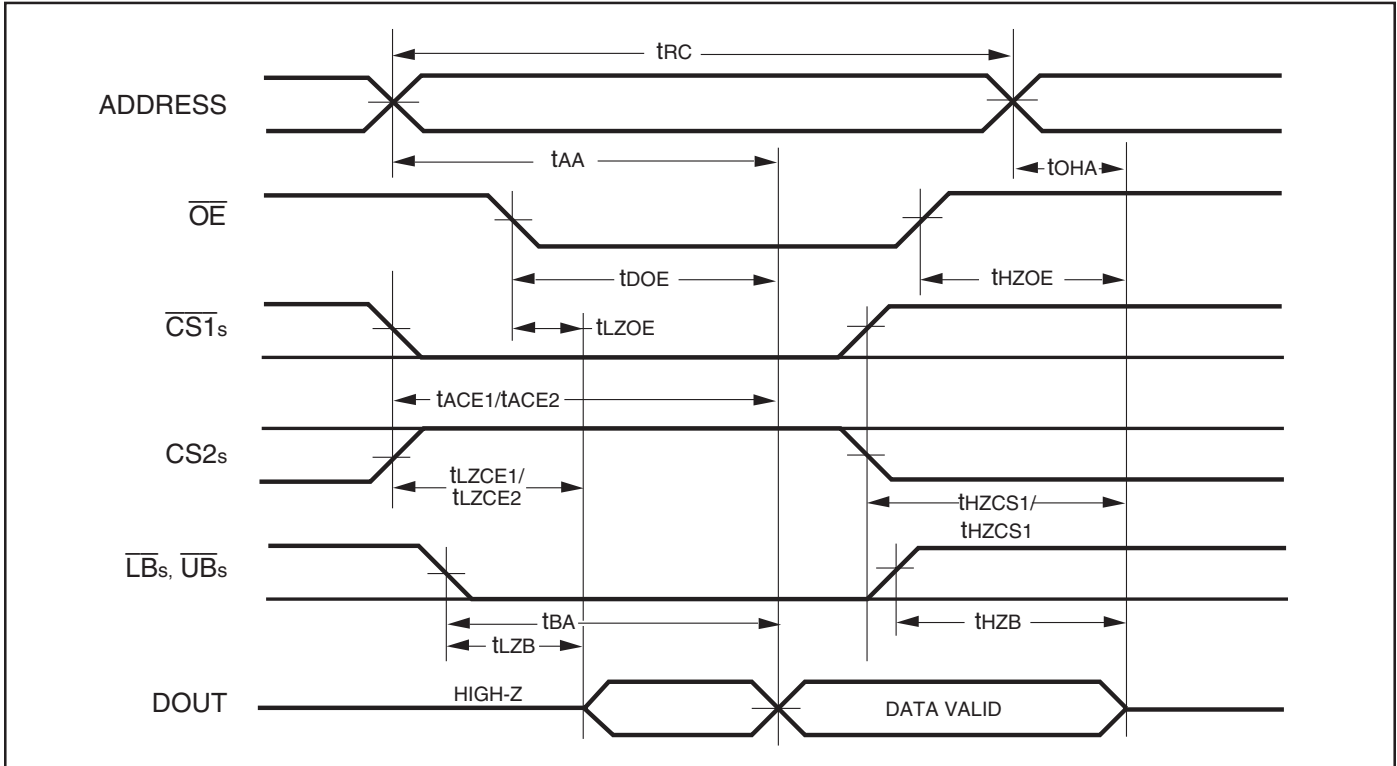 tRC
ADDRESS
tAA
tOHA
OE
tDOE
tHZOE
CS1s
tLZOE
tACE1/tACE2
CS2s
tLZCE1/
tLZCE2
tHZCS1/
tHZCS1
LBs, UBs
tBA
tHZB
tLZB
DOUT
HIGH-Z
DATA VALID